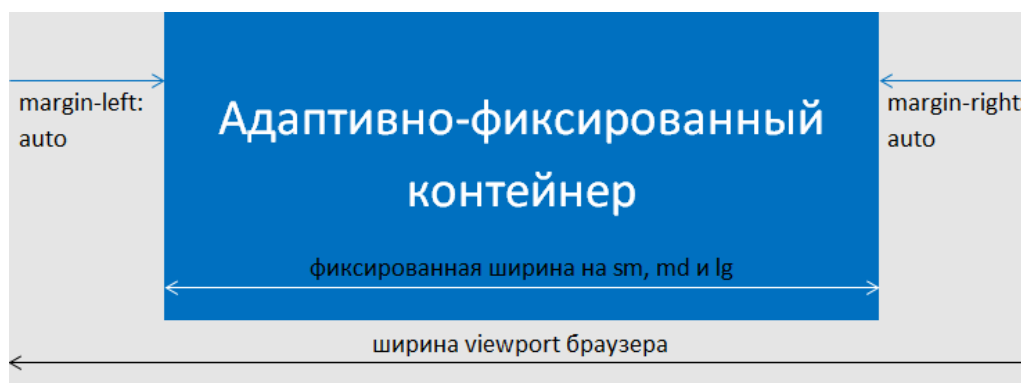 margin-left:
auto
Адаптивно-фиксированный
контейнер
margin-right
auto
фиксированная ширина на sm, md и lg
ширина viewport браузера